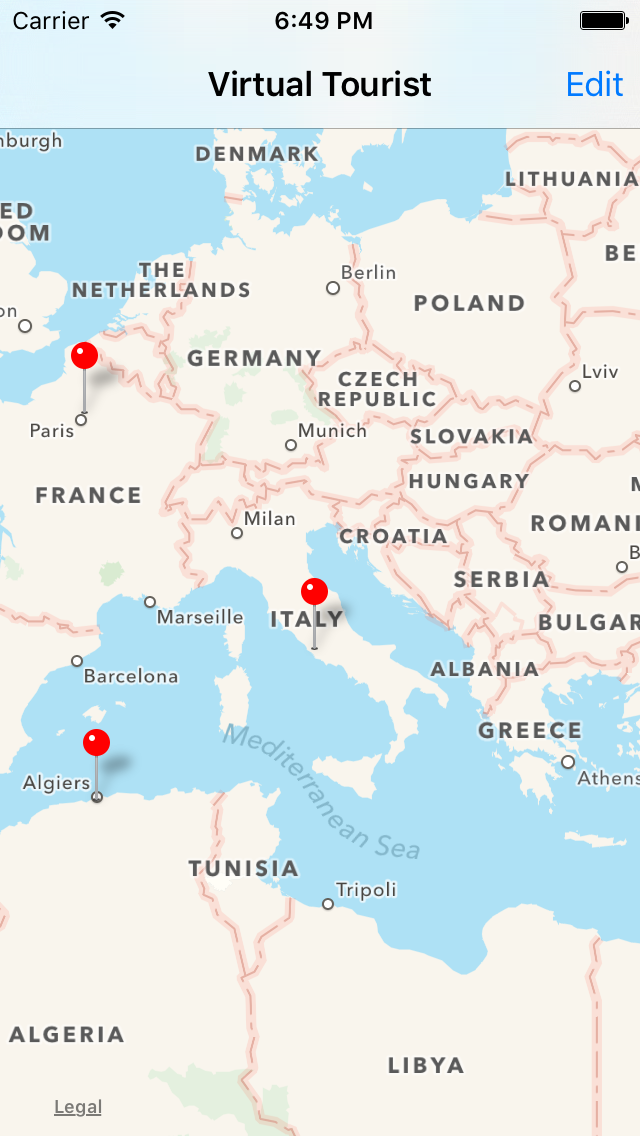 Carrier 6:49 PM
Virtual Tourist Edit
nburgh
DENMARK
LITHUANIA
ED
DOM
BE
THE
NETHERLANDS
Berlin
POLAND
on
GERMANY
CZECH
REPUBLIC
Lviv
Paris
Munich
SLOVAKIA
FRANCE
HUNGARY
Milan
CROATIA
ROMANI
B
SERBIA
Marseille
ITALY
BULGAR
Barcelona
ALBANIA
GREECE
Mediterranean Sea
Algiers
Athens
TUNISIA
Tripoli
ALGERIA
LIBYA
Legal